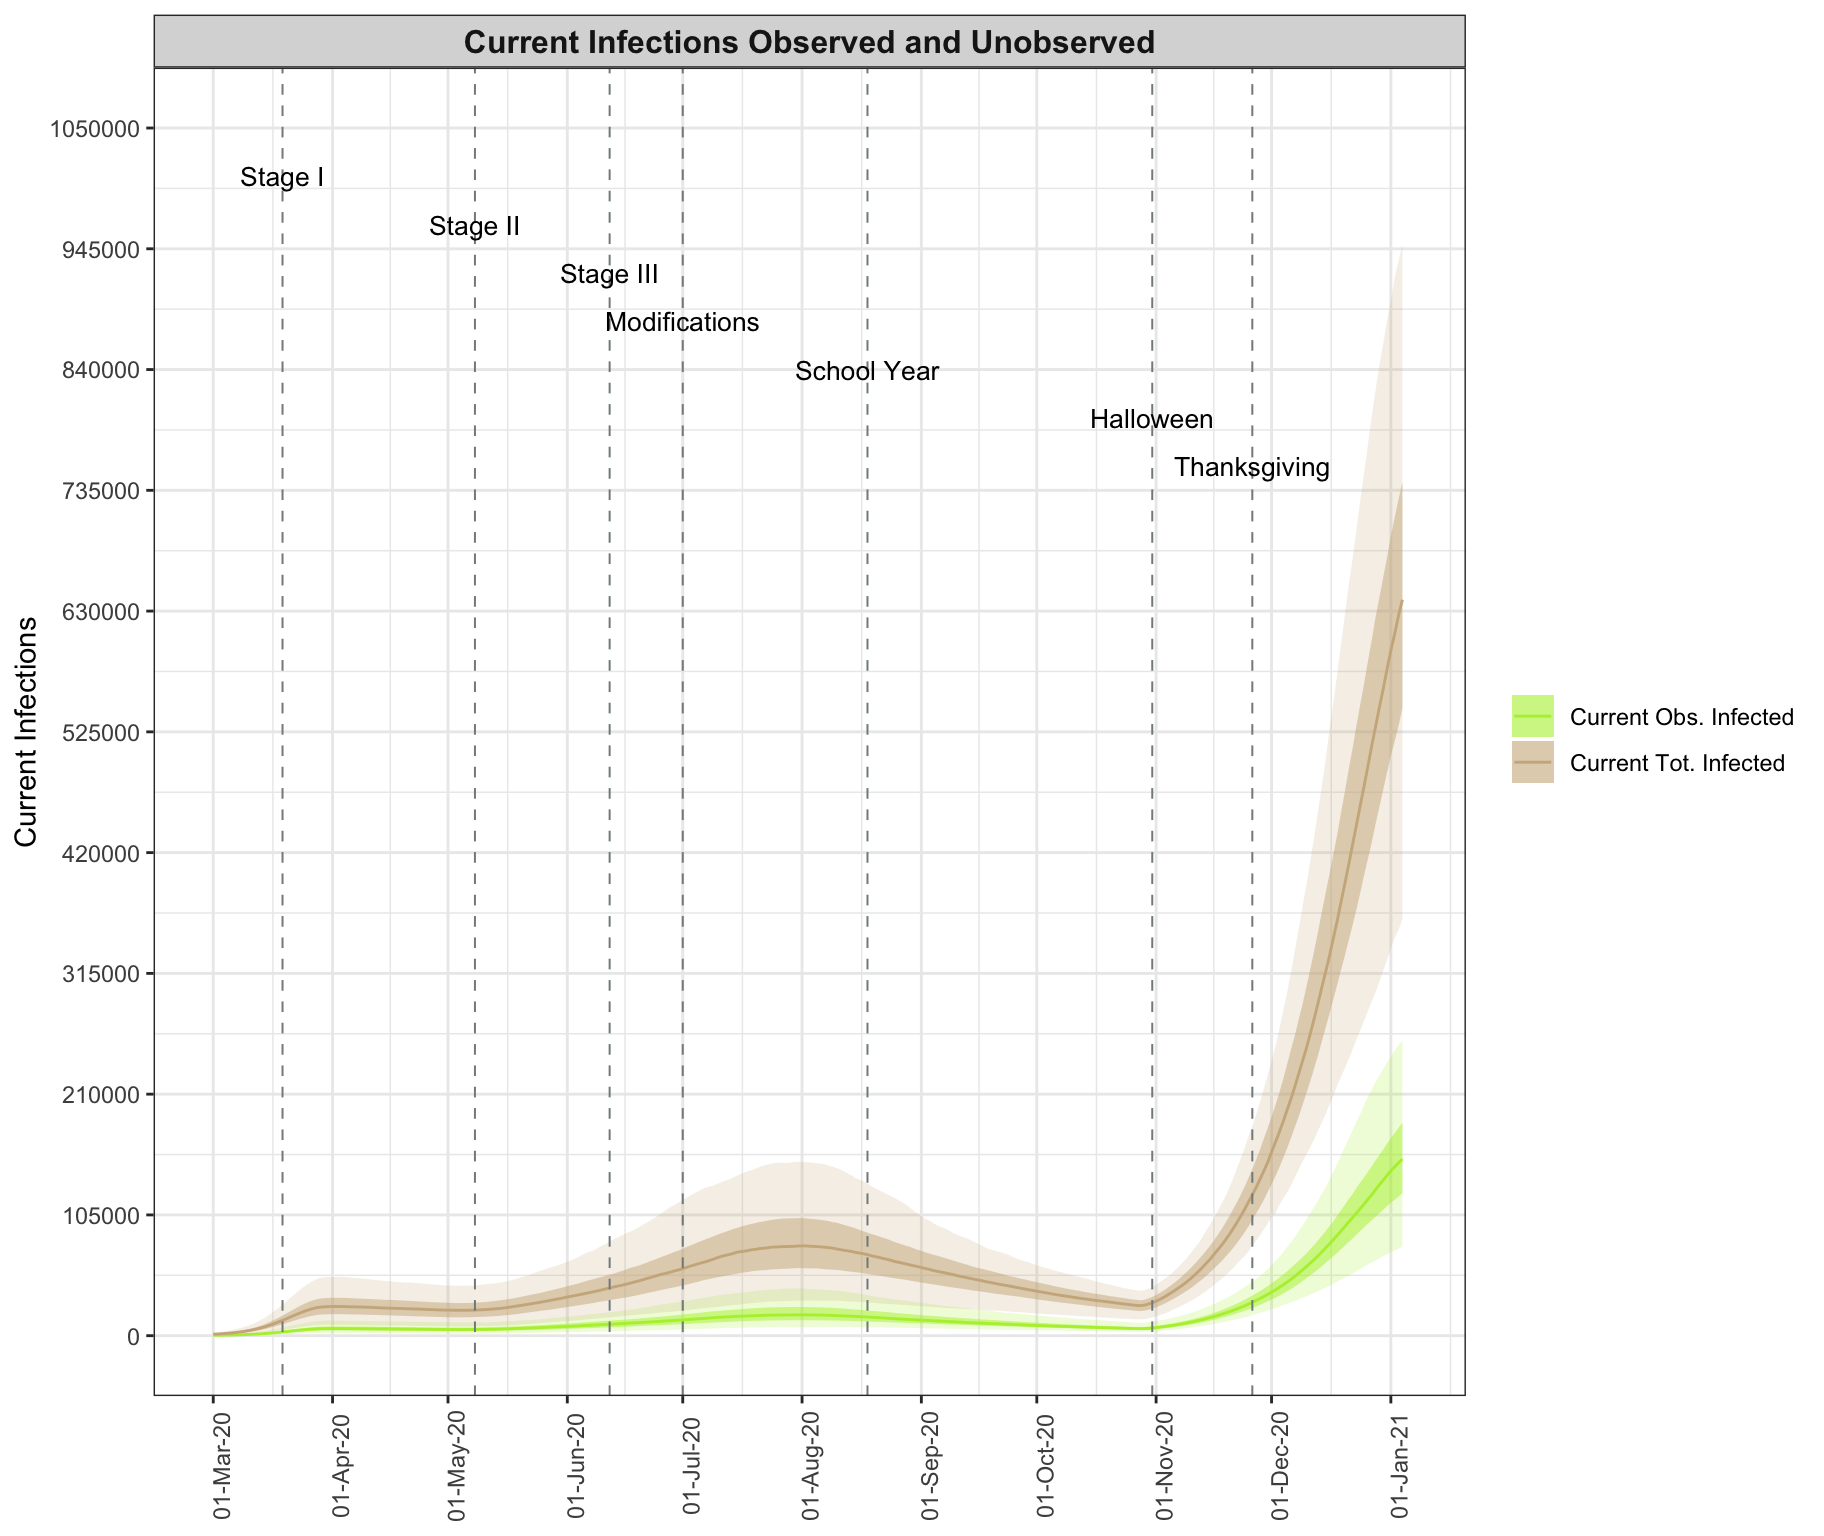 Current Infections Observed and Unobserved
1050000
Stage I
Stage II
945000
Stage III
Modifications
840000
School Year
Halloween
Thanksgiving
735000
630000
525000
420000
315000
210000
105000
0
Current Infections
Current Obs. Infected
Current Tot. Infected
01-Mar-20
01-Apr-20
01-May-20
01-Jun-20
01-Jul-20
01-Aug-20
01-Sep-20
01-Oct-20
01-Nov-20
01-Dec-20
01-Jan-21